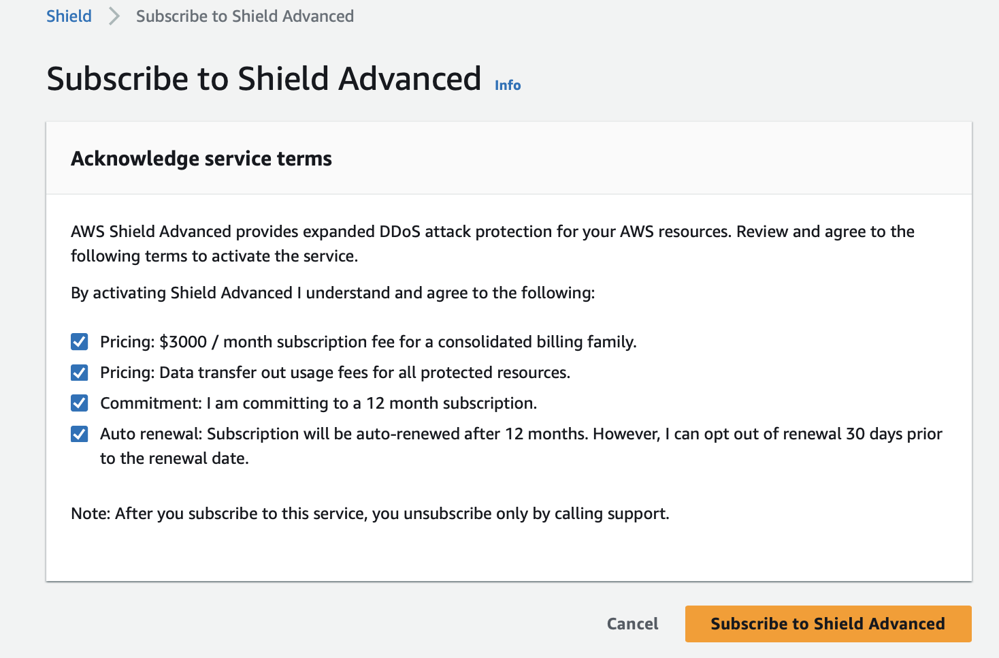 Shield
Subscribe to Shield Advanced
Subscribe to Shield Advanced Info
Acknowledge service terms
AWS Shield Advanced provides expanded DDoS attack protection for your AWS resources. Review and agree to the
following terms to activate the service.
By activating Shield Advanced I understand and agree to the following:
Pricing: $3000 / month subscription fee for a consolidated billing family.
Pricing: Data transfer out usage fees for all protected resources.
Commitment: I am committing to a 12 month subscription.
Auto renewal: Subscription will be auto-renewed after 12 months. However, I can opt out of renewal 30 days prior
to the renewal date.
Note: After you subscribe to this service, you unsubscribe only by calling support.
Cancel
Subscribe to Shield Advanced